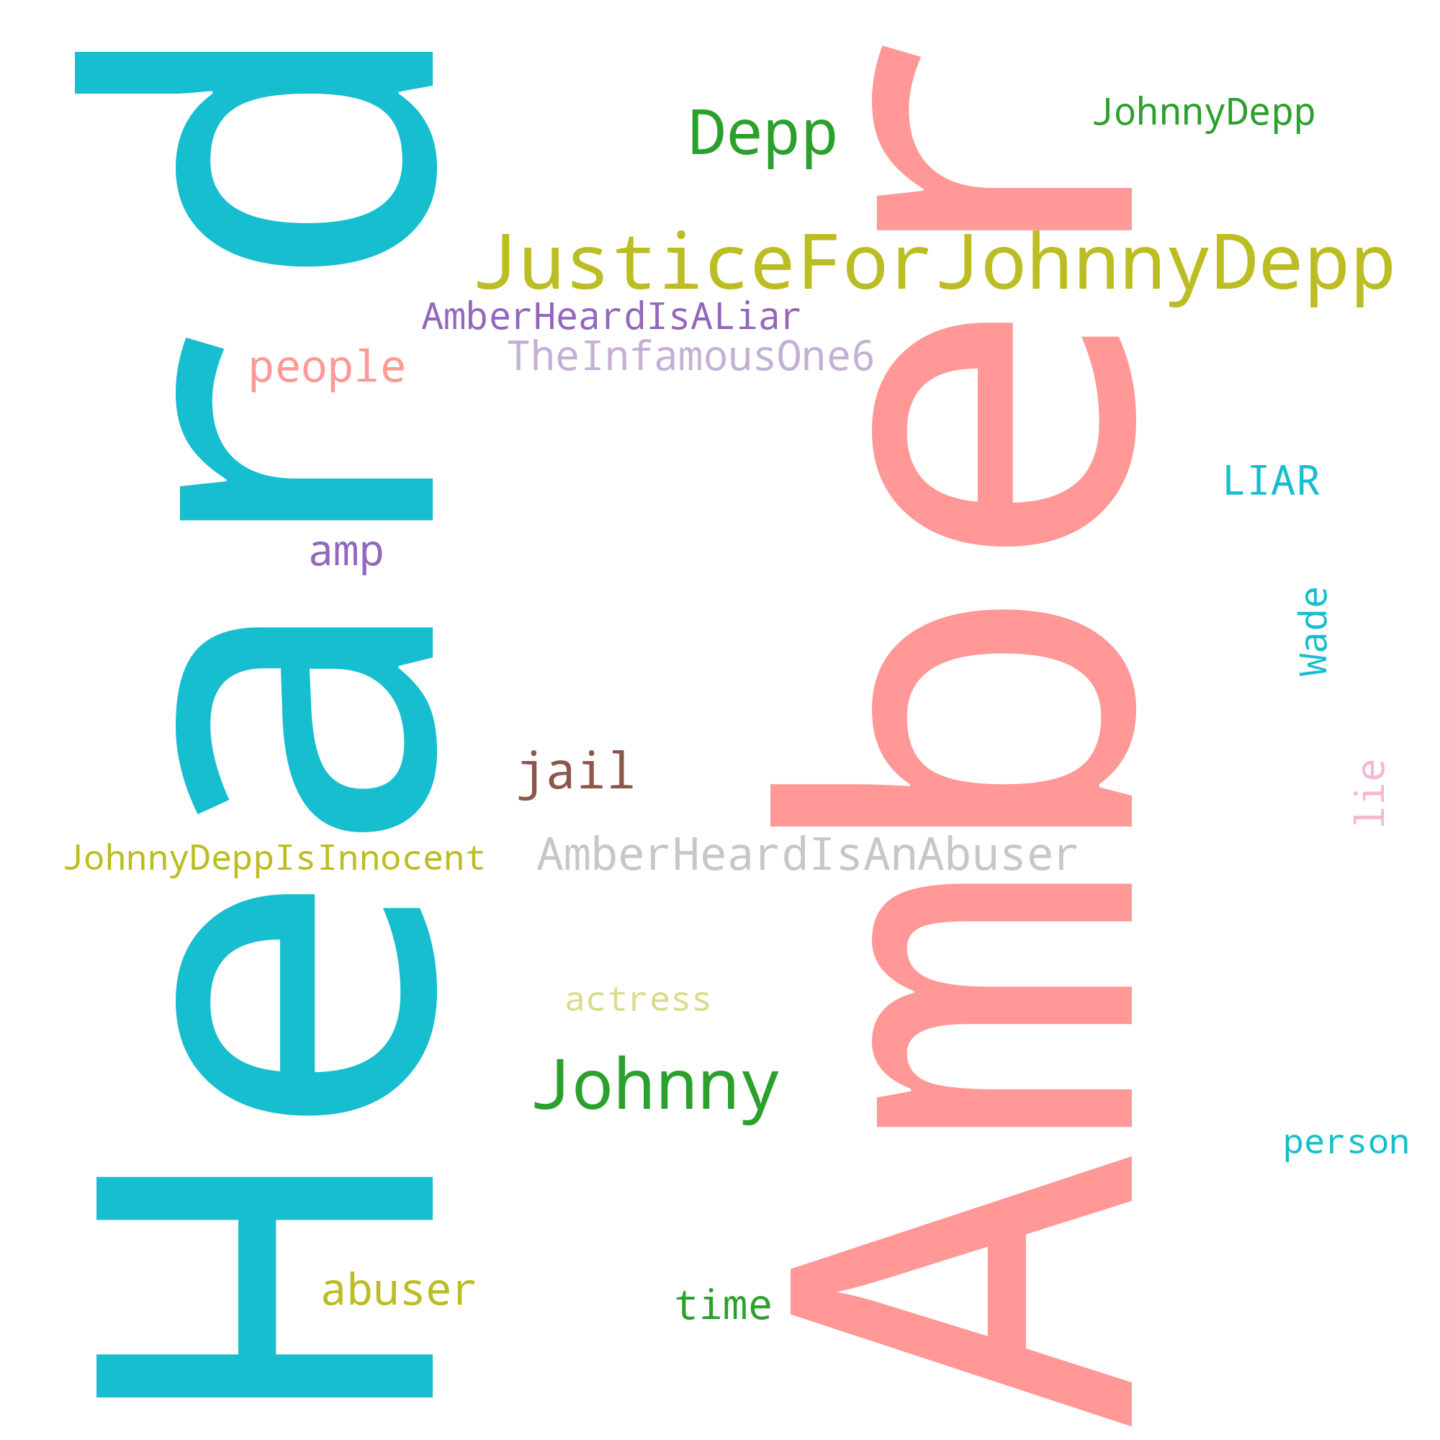 Heard
Amber
Depp
JohnnyDepp
JusticeForJohnnyDepp
AmberHeardIsALiar
TheInfamousOne6
people
LIAR
amp
Wade
jail
lie
JohnnyDeppIsInnocent
AmberHeardIsAnAbuser
actress
Johnny
person
abuser
time